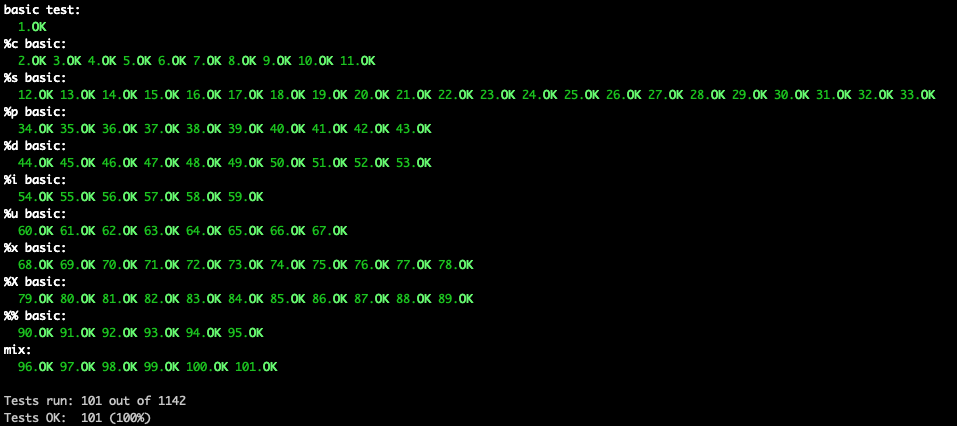 basic test:
1.OK
%c basic:
2.OK 3.OK 4.OK 5.OK 6.OK 7.OK 8.OK 9.OK 10.OK 11.OK
%s basic:
12.OK 13.OK 14.OK 15.OK 16.OK 17.OK 18.OK 19.OK 20.OK 21.OK 22.OK 23.OK 24.OK 25.OK 26.OK 27.OK 28.OK 29.OK 30.OK 31.OK 32.OK 33.OK
%p basic:
34.OK 35.OK 36.OK 37.OK 38.OK 39.OK 40.OK 41.OK 42.OK 43.OK
%d basic:
44.OK 45.OK 46.OK 47.OK 48.OK 49.OK 50.OK 51.OK 52.OK 53.OK
%i basic:
54.OK 55.OK 56.OK 57.OK 58.OK 59.OK
%u basic:
60.OK 61.OK 62.OK 63.OK 64.OK 65.OK 66.OK 67.OK
%x basic:
68.OK 69.OK 70.OK 71.OK 72.OK 73.OK 74.OK 75.OK 76.OK 77.OK 78.OK
%X basic:
79.OK 80.OK 81.OK 82.OK 83.OK 84.OK 85.OK 86.OK 87.OK 88.OK 89.OK
%% basic:
90.OK 91.OK 92.OK 93.OK 94.OK 95.OK
mix:
96.OK 97.OK 98.OK 99.OK 100.OK 101.OK
Tests run: 101 out of 1142
Tests OK:  101 (100%)